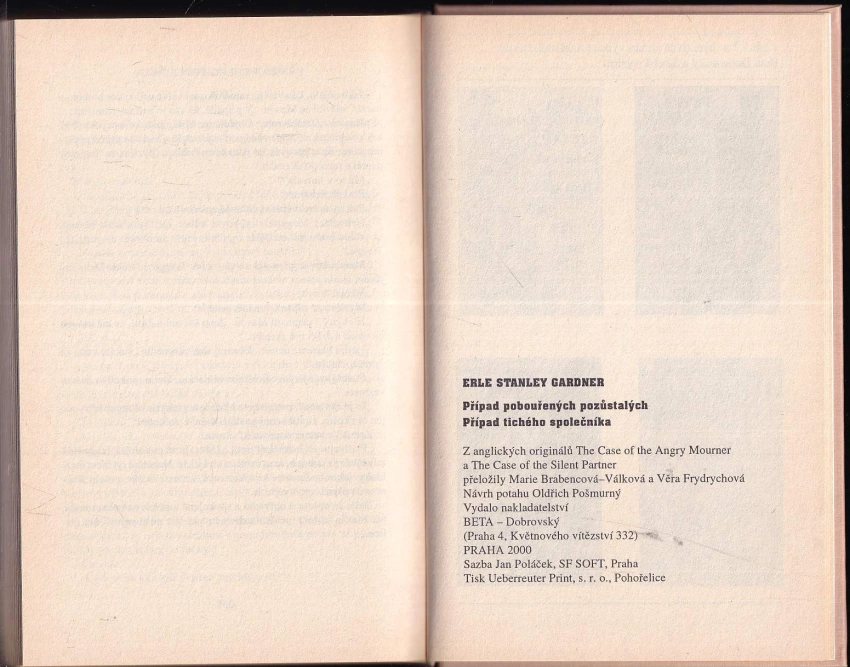 ERLE STANLEY GARDNER
Případ pobouřených pozůstalých
Případ tichého společníka
Z anglických originálů The Case of the Angry Mourner
a The Case of the Silent Partner
přeložily Marie Brabencová–Válková a Věra Frydrychová
Návrh potahu Oldřich Pošmurný
Vydalo nakladatelství
BETA – Dobrovský
(Praha 4, Květnového vítězství 332)
PRAHA 2000
Sazba Jan Poláček, SF SOFT, Praha
Tisk Ueberreuter Print, s. r. o., Pohořelice